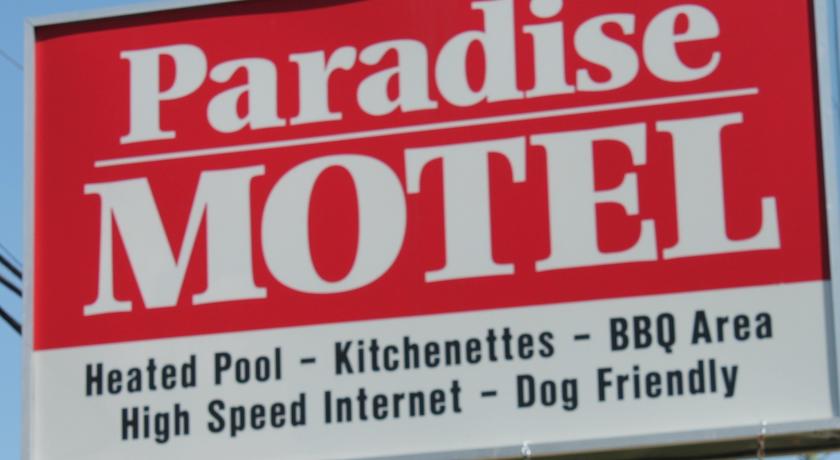 Paradise
MOTEL
Heated Pool - Kitchenettes - BBQ Area
High Speed Internet - Dog Friendly